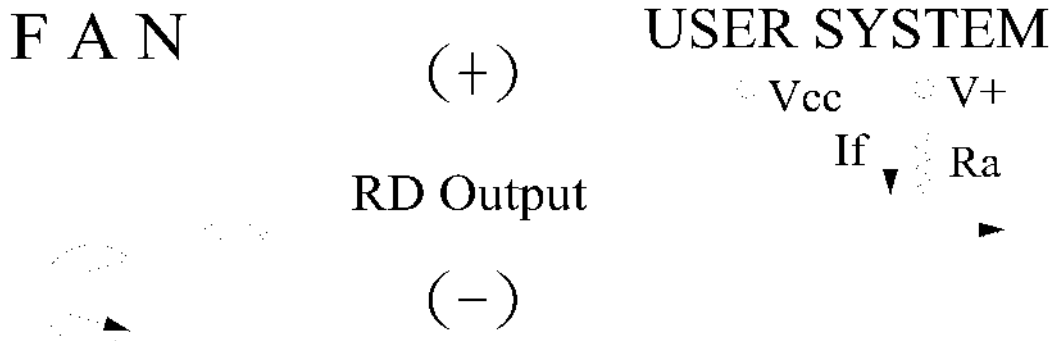 F A N
USER SYSTEM
(+)
Vcc
V+
If
Ra
RD Output
(-)